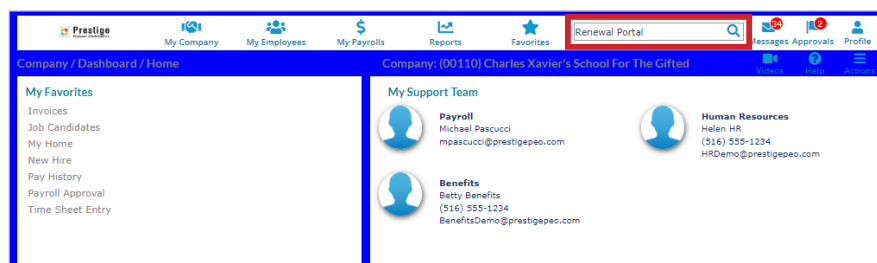 Prestige
My Company
My Employees
My Payrolls
Reports
Favorites
Renewal Portal
34
Messages
2
Approvals
Profile
Company / Dashboard / Home
Company: (00110) Charles Xavier's School For The Gifted
Videos
Help
Actions
My Favorites
Invoices
Job Candidates
My Home
New Hire
Pay History
Payroll Approval
Time Sheet Entry
My Support Team
Payroll
Michael Pascucci
mpascucci@prestigepeo.com
Human Resources
Helen HR
(516) 555-1234
HRDemo@prestigepeo.com
Benefits
Betty Benefits
(516) 555-1234
BenefitsDemo@prestigepeo.com